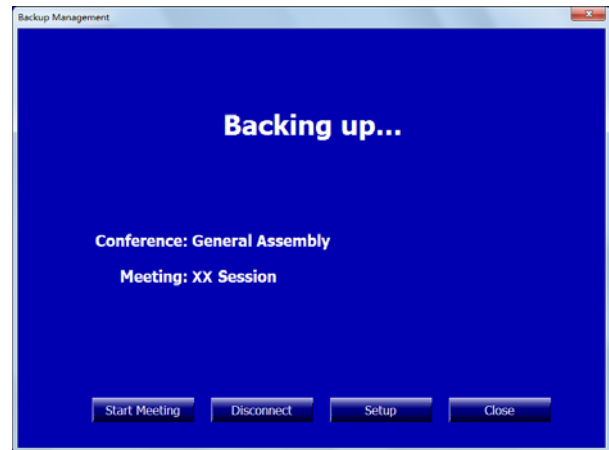 Backup Management
Backing up...
Conference: General Assembly
Meeting: XX Session
Start Meeting Disconnect Setup Close